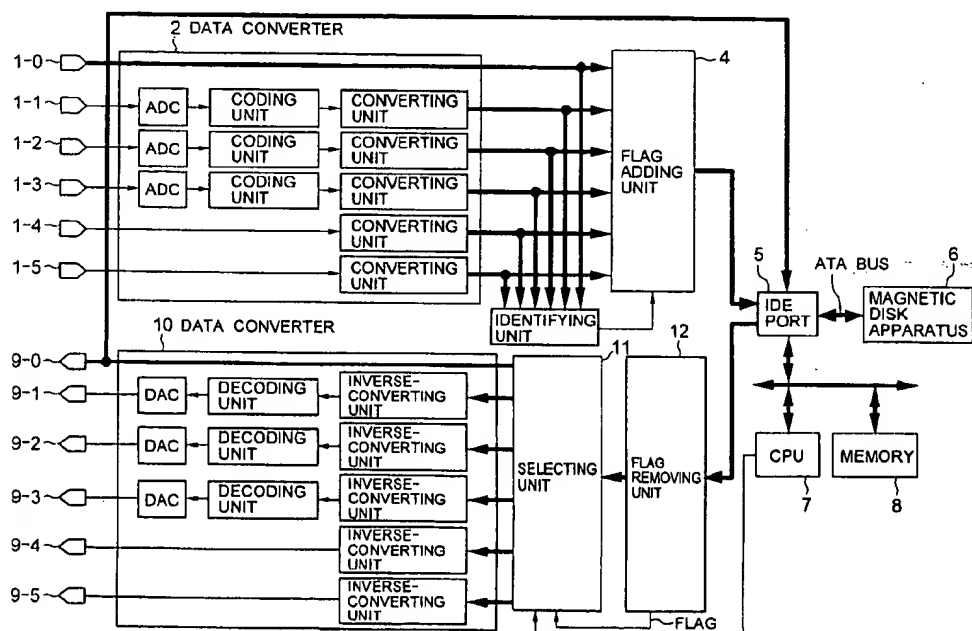 2 DATA CONVERTER
4
1-0
1-1
ADC
CODING
UNIT
CONVERTING
UNIT
1-2
ADC
CODING
UNIT
CONVERTING
UNIT
FLAG
ADDING
UNIT
1-3
ADC
CODING
UNIT
CONVERTING
UNIT
1-4
CONVERTING
UNIT
1-5
CONVERTING
UNIT
IDENTIFYING
UNIT
5
ATA BUS
6
IDE
PORT
MAGNETIC
DISK
APPARATUS
10 DATA CONVERTER
11
12
9-0
9-1
DAC
DECODING
UNIT
INVERSE-
CONVERTING
UNIT
9-2
DAC
DECODING
UNIT
INVERSE-
CONVERTING
UNIT
SELECTING
UNIT
FLAG
REMOVING
UNIT
CPU
MEMORY
9-3
DAC
DECODING
UNIT
INVERSE-
CONVERTING
UNIT
7
8
9-4
INVERSE-
CONVERTING
UNIT
9-5
INVERSE-
CONVERTING
UNIT
FLAG